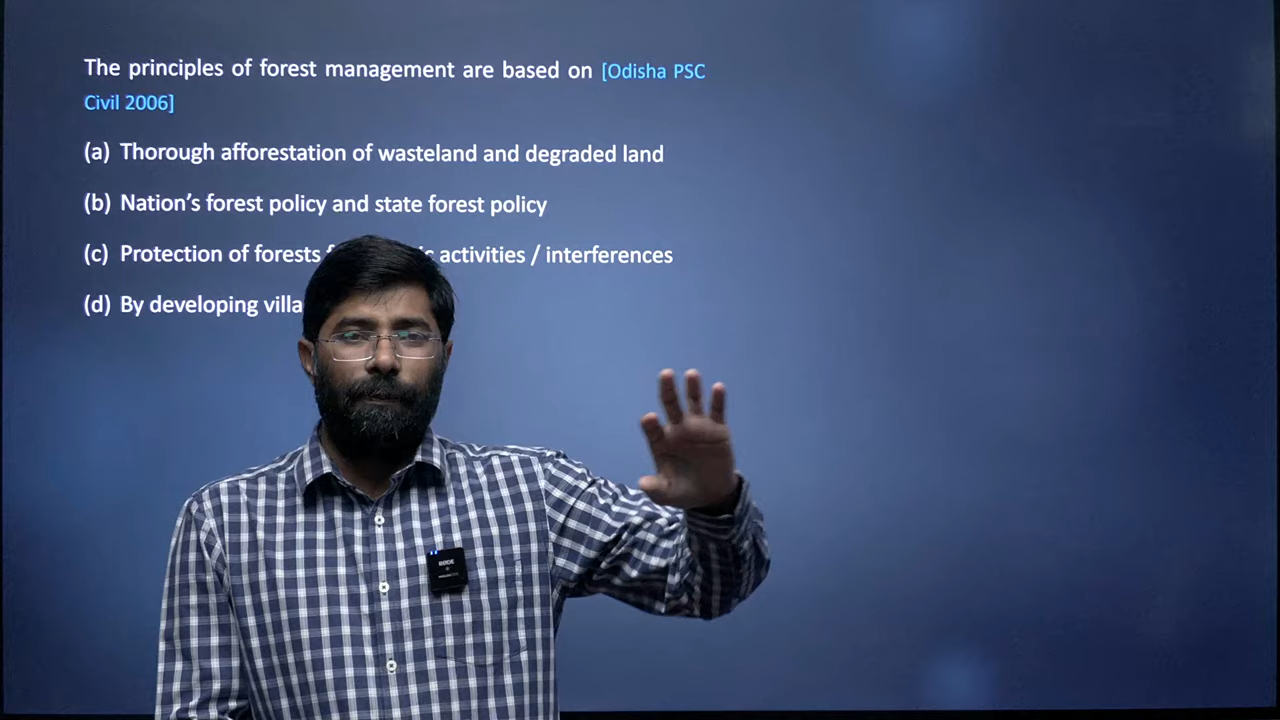 The principles of forest management are based on [Odisha PSC
Civil 2006]
(a) Thorough afforestation of wasteland and degraded land
(b) Nation’s forest policy and state forest policy
(c) Protection of forests activities / interferences
(d) By developing
RØDE